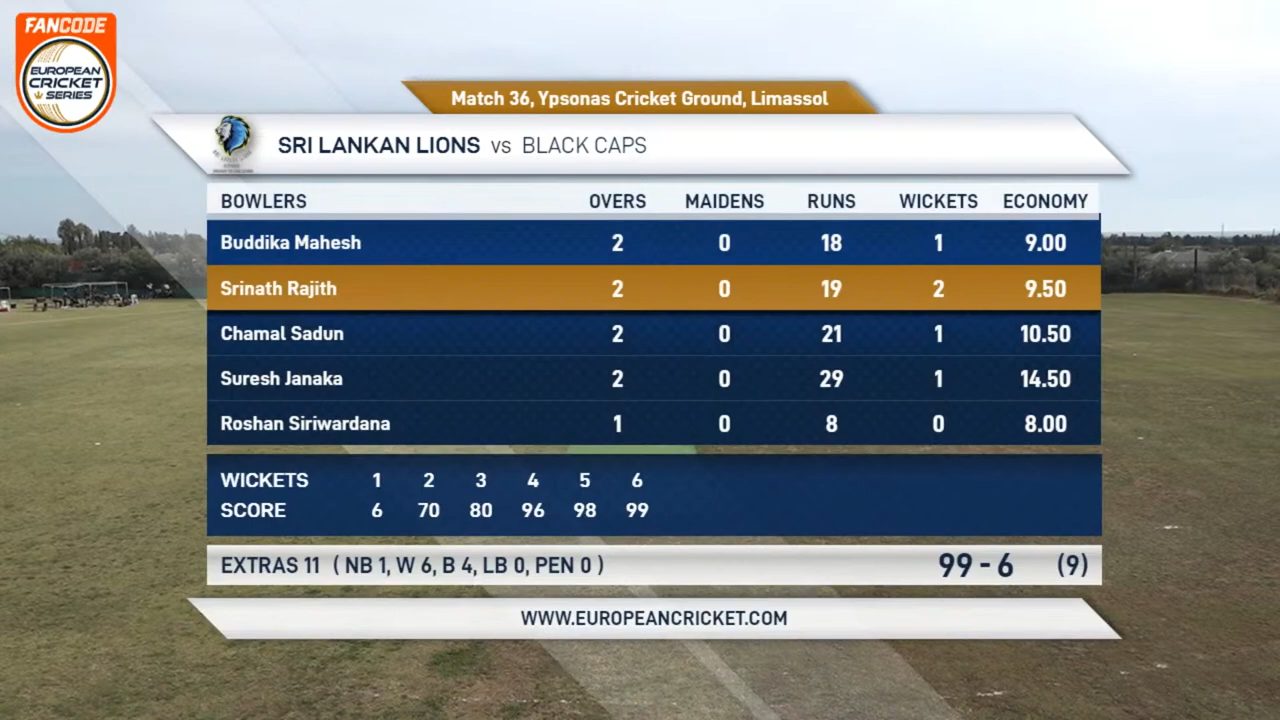 FANCODE
EUROPEAN
CRICKET
SERIES
Match 36, Ypsonas Cricket Ground, Limassol
SRI LANKAN LIONS vs BLACK CAPS
BOWLERS OVERS MAIDENS RUNS WICKETS ECONOMY
Buddika Mahesh 2 0 18 1 9.00
Srinath Rajith 2 0 19 2 9.50
Chamal Sadun 2 0 21 1 10.50
Suresh Janaka 2 0 29 1 14.50
Roshan Siriwardana 1 0 8 0 8.00
WICKETS 1 2 3 4 5 6
SCORE 6 70 80 96 98 99
EXTRAS 11 ( NB 1, W 6, B 4, LB 0, PEN 0 ) 99 - 6 (9)
WWW.EUROPEANCRICKET.COM